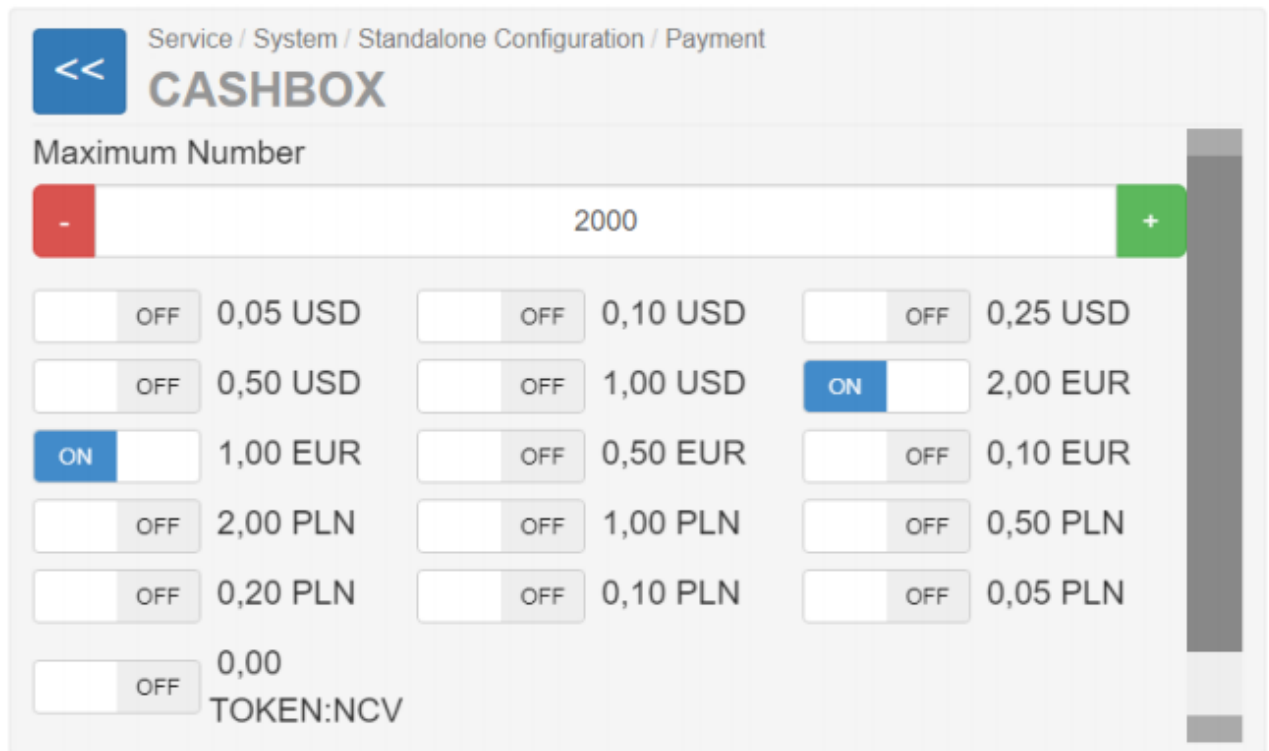 << Service / System / Standalone Configuration / Payment
CASHBOX
Maximum Number
- 2000 +
OFF 0,05 USD OFF 0,10 USD OFF 0,25 USD
OFF 0,50 USD OFF 1,00 USD ON 2,00 EUR
ON 1,00 EUR OFF 0,50 EUR OFF 0,10 EUR
OFF 2,00 PLN OFF 1,00 PLN OFF 0,50 PLN
OFF 0,20 PLN OFF 0,10 PLN OFF 0,05 PLN
OFF 0,00
TOKEN:NCV